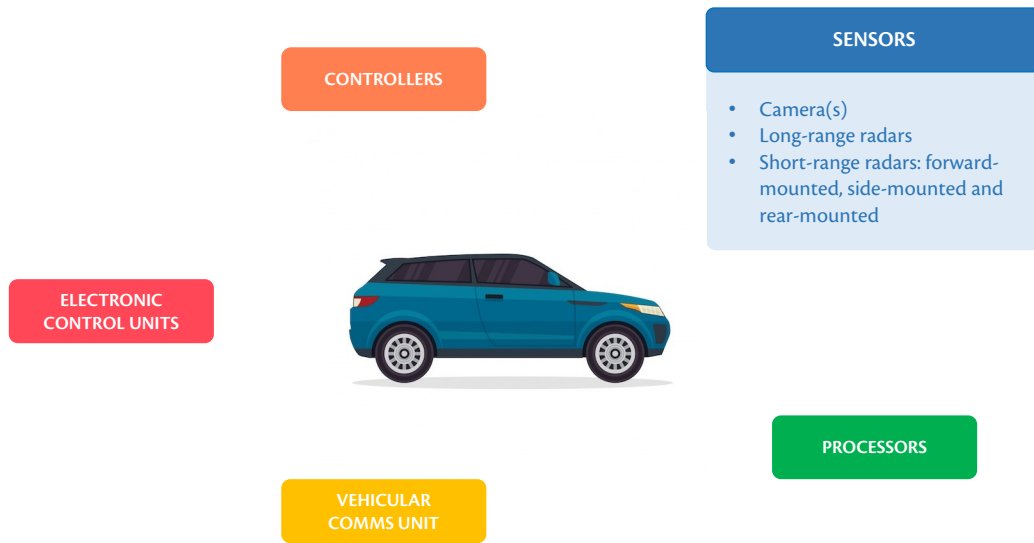 SENSORS
CONTROLLERS
• Camera(s)
• Long-range radars
• Short-range radars: forward-
mounted, side-mounted and
rear-mounted
ELECTRONIC
CONTROL UNITS
PROCESSORS
VEHICULAR
COMMS UNIT